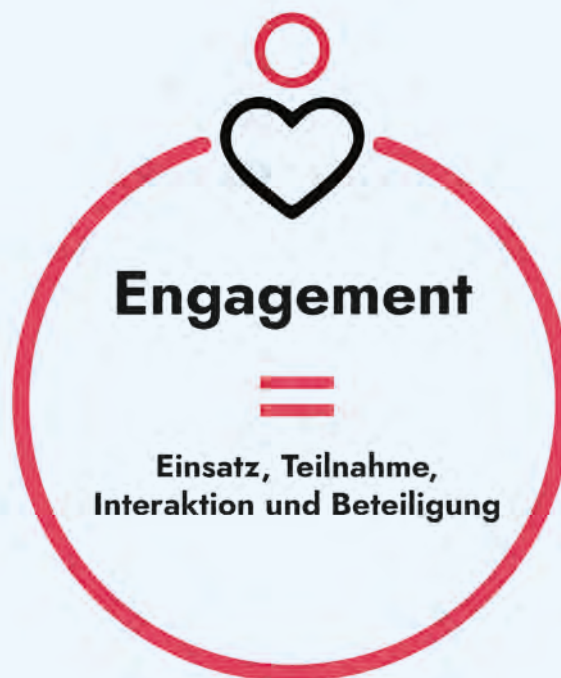 Engagement
=
Einsatz, Teilnahme,
Interaktion und Beteiligung